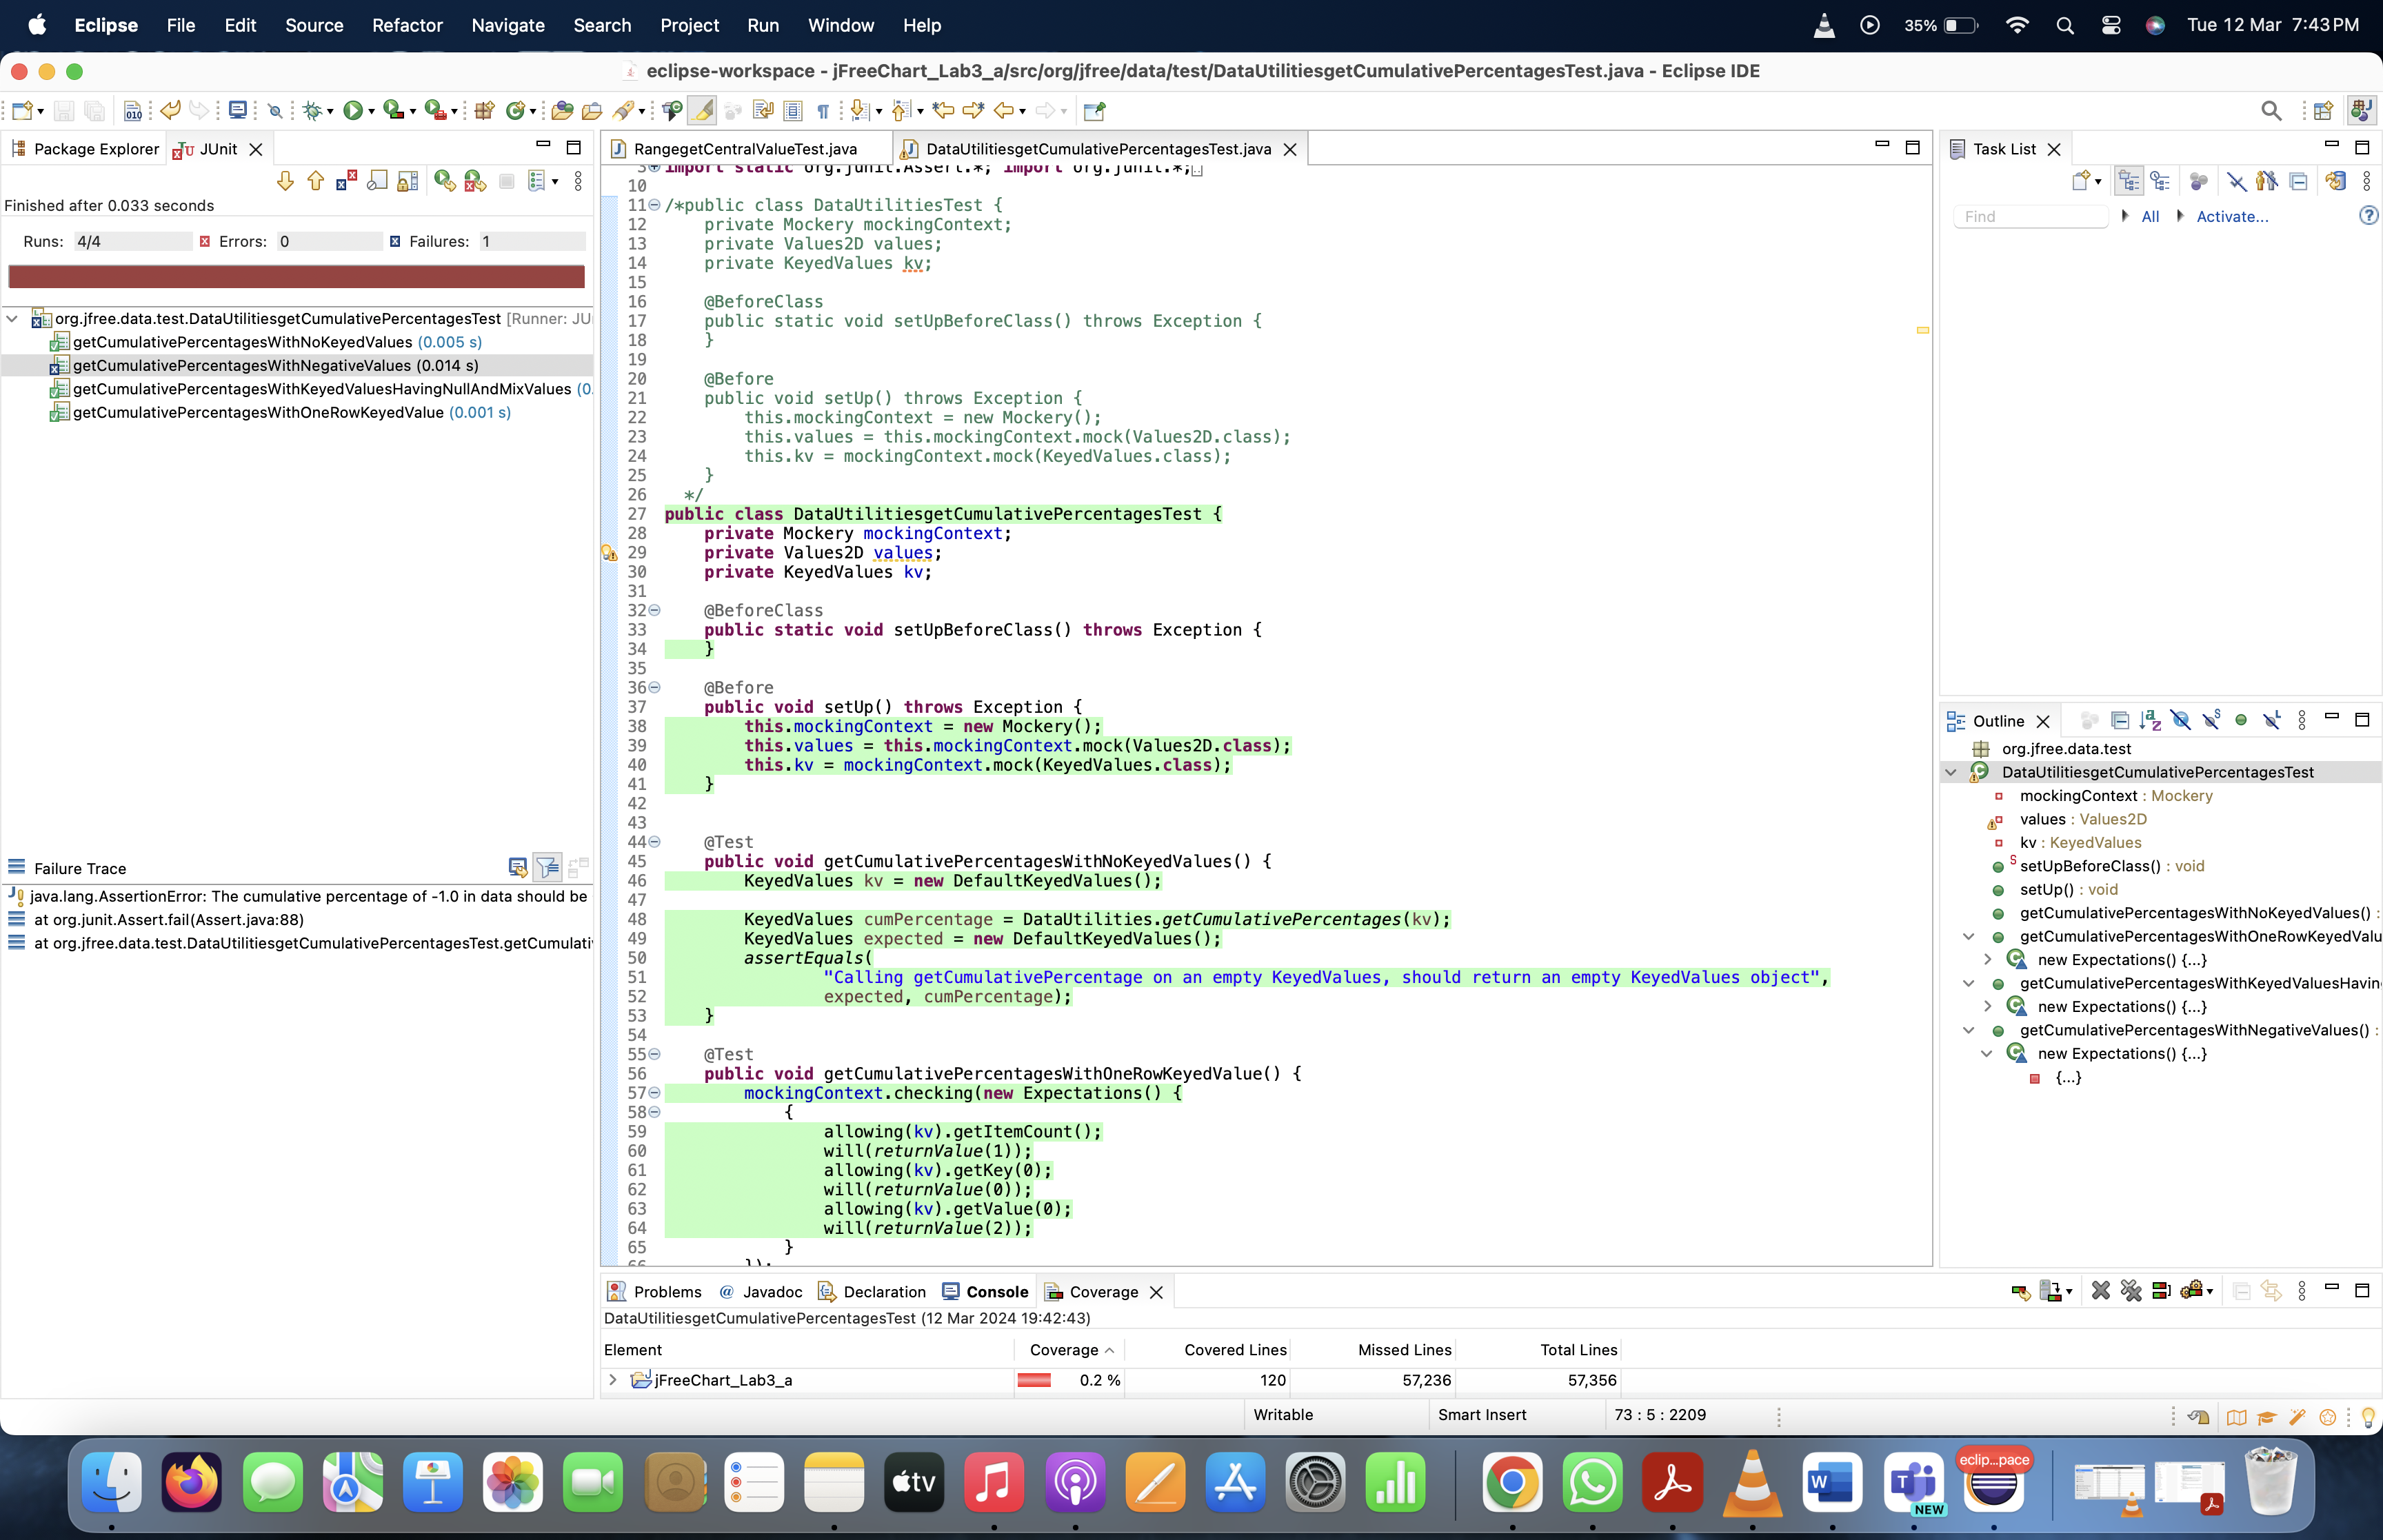 Eclipse File Edit Source Refactor Navigate Search Project Run Window Help 35% Tue 12 Mar 7:43 PM
eclipse-workspace - jFreeChart_Lab3_a/src/org/jfree/data/test/DataUtilitiesgetCumulativePercentagesTest.java - Eclipse IDE
Package Explorer JUnit
Finished after 0.033 seconds
Runs: 4/4 Errors: 0 Failures: 1
org.jfree.data.test.DataUtilitiesgetCumulativePercentagesTest [Runner: JU
getCumulativePercentagesWithNoKeyedValues (0.005 s)
getCumulativePercentagesWithNegativeValues (0.014 s)
getCumulativePercentagesWithKeyedValuesHavingNullAndMixValues (0.
getCumulativePercentagesWithOneRowKeyedValue (0.001 s)
Failure Trace
java.lang.AssertionError: The cumulative percentage of -1.0 in data should be
at org.junit.Assert.fail(Assert.java:88)
at org.jfree.data.test.DataUtilitiesgetCumulativePercentagesTest.getCumulati
RangegetCentralValueTest.java DataUtilitiesgetCumulativePercentagesTest.java
3 import static org.junit.Assert.*; import org.junit.*;
10
11 /*public class DataUtilitiesTest {
12 private Mockery mockingContext;
13 private Values2D values;
14 private KeyedValues kv;
15
16 @BeforeClass
17 public static void setUpBeforeClass() throws Exception {
18 }
19
20 @Before
21 public void setUp() throws Exception {
22 this.mockingContext = new Mockery();
23 this.values = this.mockingContext.mock(Values2D.class);
24 this.kv = mockingContext.mock(KeyedValues.class);
25 }
26 */
27 public class DataUtilitiesgetCumulativePercentagesTest {
28 private Mockery mockingContext;
29 private Values2D values;
30 private KeyedValues kv;
31
32 @BeforeClass
33 public static void setUpBeforeClass() throws Exception {
34 }
35
36 @Before
37 public void setUp() throws Exception {
38 this.mockingContext = new Mockery();
39 this.values = this.mockingContext.mock(Values2D.class);
40 this.kv = mockingContext.mock(KeyedValues.class);
41 }
42
43
44 @Test
45 public void getCumulativePercentagesWithNoKeyedValues() {
46 KeyedValues kv = new DefaultKeyedValues();
47
48 KeyedValues cumPercentage = DataUtilities.getCumulativePercentages(kv);
49 KeyedValues expected = new DefaultKeyedValues();
50 assertEquals(
51 "Calling getCumulativePercentage on an empty KeyedValues, should return an empty KeyedValues object",
52 expected, cumPercentage);
53 }
54
55 @Test
56 public void getCumulativePercentagesWithOneRowKeyedValue() {
57 mockingContext.checking(new Expectations() {
58 {
59 allowing(kv).getItemCount();
60 will(returnValue(1));
61 allowing(kv).getKey(0);
62 will(returnValue(0));
63 allowing(kv).getValue(0);
64 will(returnValue(2));
65 }
66 });
Task List
Find All Activate...
Outline
org.jfree.data.test
DataUtilitiesgetCumulativePercentagesTest
mockingContext : Mockery
values : Values2D
kv : KeyedValues
setUpBeforeClass() : void
setUp() : void
getCumulativePercentagesWithNoKeyedValues() :
getCumulativePercentagesWithOneRowKeyedValu
new Expectations() {...}
getCumulativePercentagesWithKeyedValuesHavin
new Expectations() {...}
getCumulativePercentagesWithNegativeValues() :
new Expectations() {...}
{...}
Problems @ Javadoc Declaration Console Coverage
DataUtilitiesgetCumulativePercentagesTest (12 Mar 2024 19:42:43)
Element Coverage Covered Lines Missed Lines Total Lines
jFreeChart_Lab3_a 0.2 % 120 57,236 57,356
Writable Smart Insert 73 : 5 : 2209
tv
eclip...pace
NEW